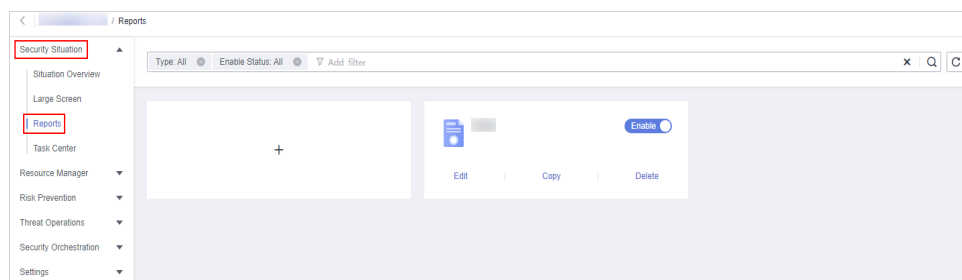 / Reports
Security Situation
Situation Overview
Large Screen
Reports
Task Center
Resource Manager
Risk Prevention
Threat Operations
Security Orchestration
Settings
Type: All Enable Status: All Add filter
Enable
Edit Copy Delete